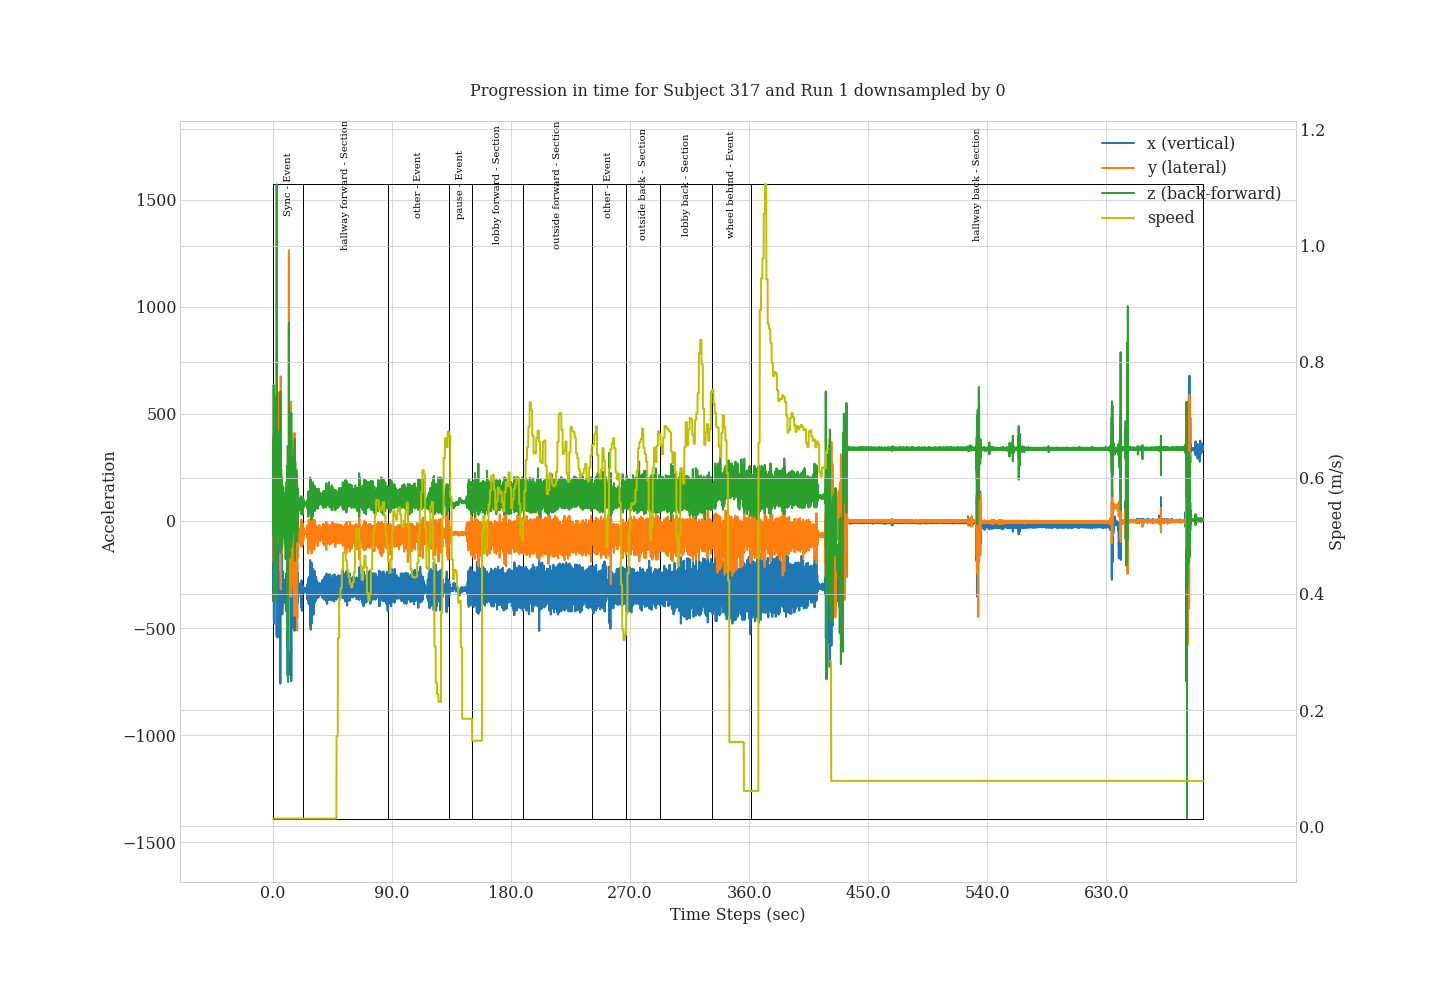 Progression in time for Subject 317 and Run 1 downsampled by 0
Sync - Event
hallway forward - Section
other - Event
pause - Event
lobby forward - Section
outside forward - Section
other - Event
outside back - Section
lobby back - Section
wheel behind - Event
hallway back - Section
x (vertical)
y (lateral)
z (back-forward)
speed
Acceleration
1500
1000
500
0
−500
−1000
−1500
1.2
1.0
0.8
0.6
0.4
0.2
0.0
Speed (m/s)
0.0 90.0 180.0 270.0 360.0 450.0 540.0 630.0
Time Steps (sec)